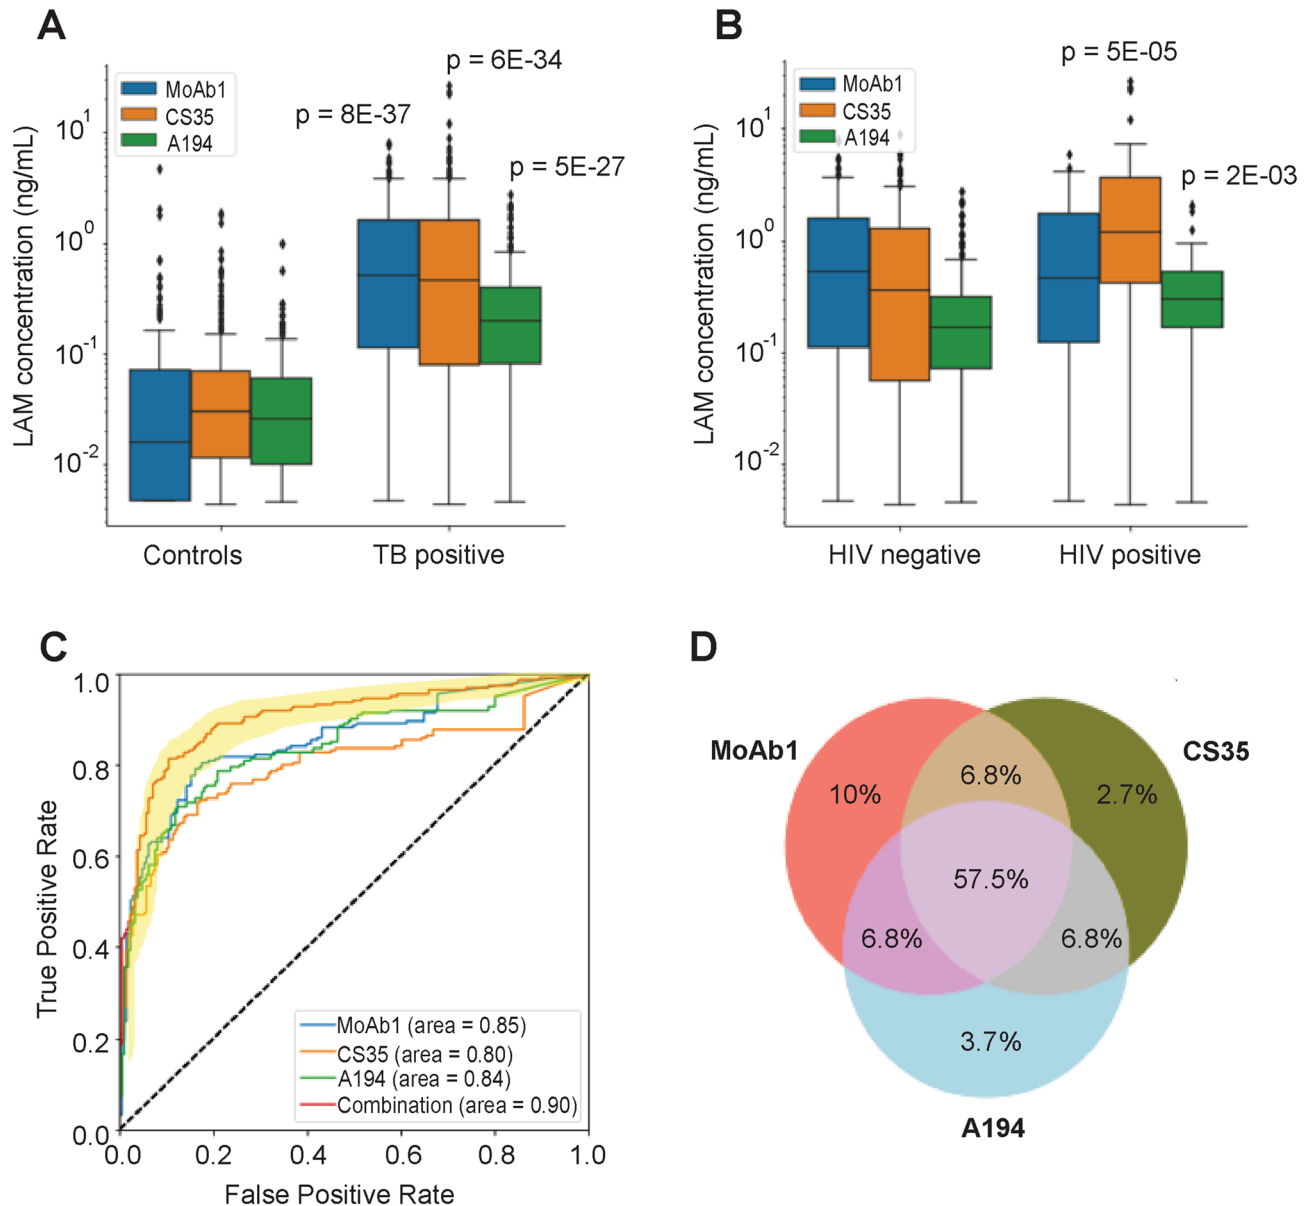 A
p = 6E-34
MoAb1
CS35
A194
p = 8E-37
p = 5E-27
LAM concentration (ng/mL)
10^1
10^0
10^-1
10^-2
Controls
TB positive
B
p = 5E-05
MoAb1
CS35
A194
p = 2E-03
LAM concentration (ng/mL)
10^1
10^0
10^-1
10^-2
HIV negative
HIV positive
C
True Positive Rate
1.0
0.8
0.6
0.4
0.2
0.0
MoAb1 (area = 0.85)
CS35 (area = 0.80)
A194 (area = 0.84)
Combination (area = 0.90)
0.0 0.2 0.4 0.6 0.8 1.0
False Positive Rate
D
MoAb1
CS35
10%
6.8%
2.7%
57.5%
6.8%
6.8%
3.7%
A194